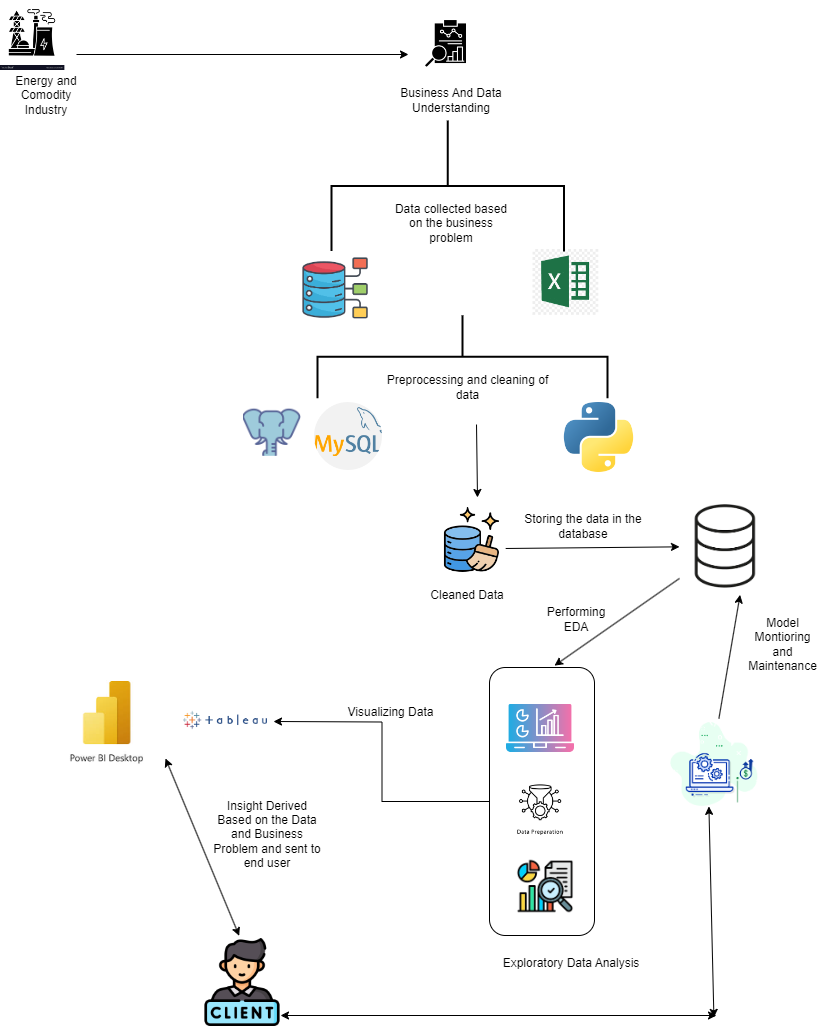 Energy and
Comodity
Industry
Business And Data
Understanding
Data collected based
on the business
problem
X
Preprocessing and cleaning of
data
MySQL
Storing the data in the
database
Cleaned Data
Performing
EDA
Model
Montioring
and
Maintenance
Visualizing Data
+ableau
Power BI Desktop
Data Preparation
Insight Derived
Based on the Data
and Business
Problem and sent to
end user
Exploratory Data Analysis
CLIENT